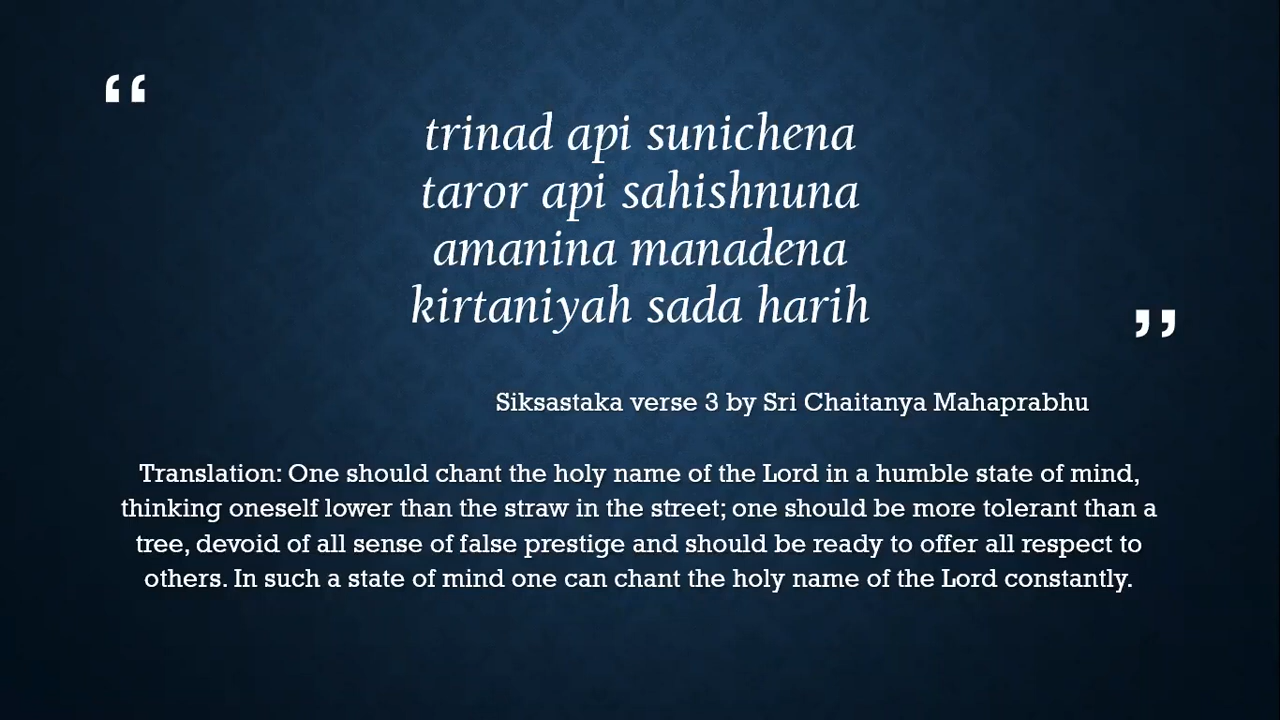 “
trinad api sunichena
taror api sahishnuna
amanina manadena
kirtaniyah sada harih
”
Siksastaka verse 3 by Sri Chaitanya Mahaprabhu
Translation: One should chant the holy name of the Lord in a humble state of mind,
thinking oneself lower than the straw in the street; one should be more tolerant than a
tree, devoid of all sense of false prestige and should be ready to offer all respect to
others. In such a state of mind one can chant the holy name of the Lord constantly.